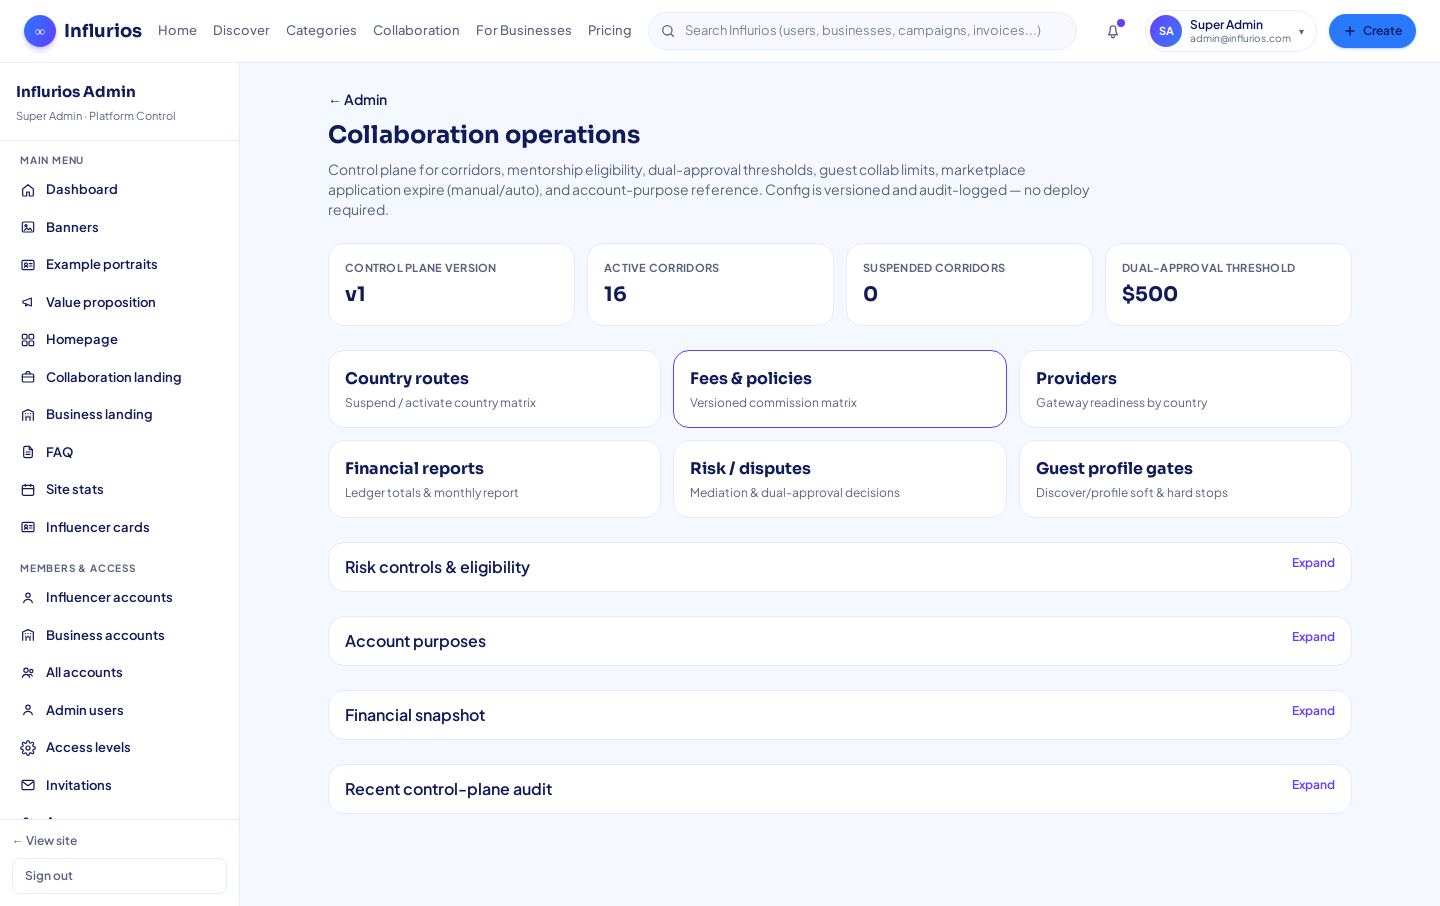 ∞ Influrios Home Discover Categories Collaboration For Businesses Pricing Search Influrios (users, businesses, campaigns, invoices...) SA Super Admin ▾ + Create
admin@influrios.com
Influrios Admin
Super Admin · Platform Control
MAIN MENU
Dashboard
Banners
Example portraits
Value proposition
Homepage
Collaboration landing
Business landing
FAQ
Site stats
Influencer cards
MEMBERS & ACCESS
Influencer accounts
Business accounts
All accounts
Admin users
Access levels
Invitations
← View site
Sign out
← Admin
Collaboration operations
Control plane for corridors, mentorship eligibility, dual-approval thresholds, guest collab limits, marketplace
application expire (manual/auto), and account-purpose reference. Config is versioned and audit-logged — no deploy
required.
CONTROL PLANE VERSION
v1
ACTIVE CORRIDORS
16
SUSPENDED CORRIDORS
0
DUAL-APPROVAL THRESHOLD
$500
Country routes
Suspend / activate country matrix
Fees & policies
Versioned commission matrix
Providers
Gateway readiness by country
Financial reports
Ledger totals & monthly report
Risk / disputes
Mediation & dual-approval decisions
Guest profile gates
Discover/profile soft & hard stops
Risk controls & eligibility Expand
Account purposes Expand
Financial snapshot Expand
Recent control-plane audit Expand